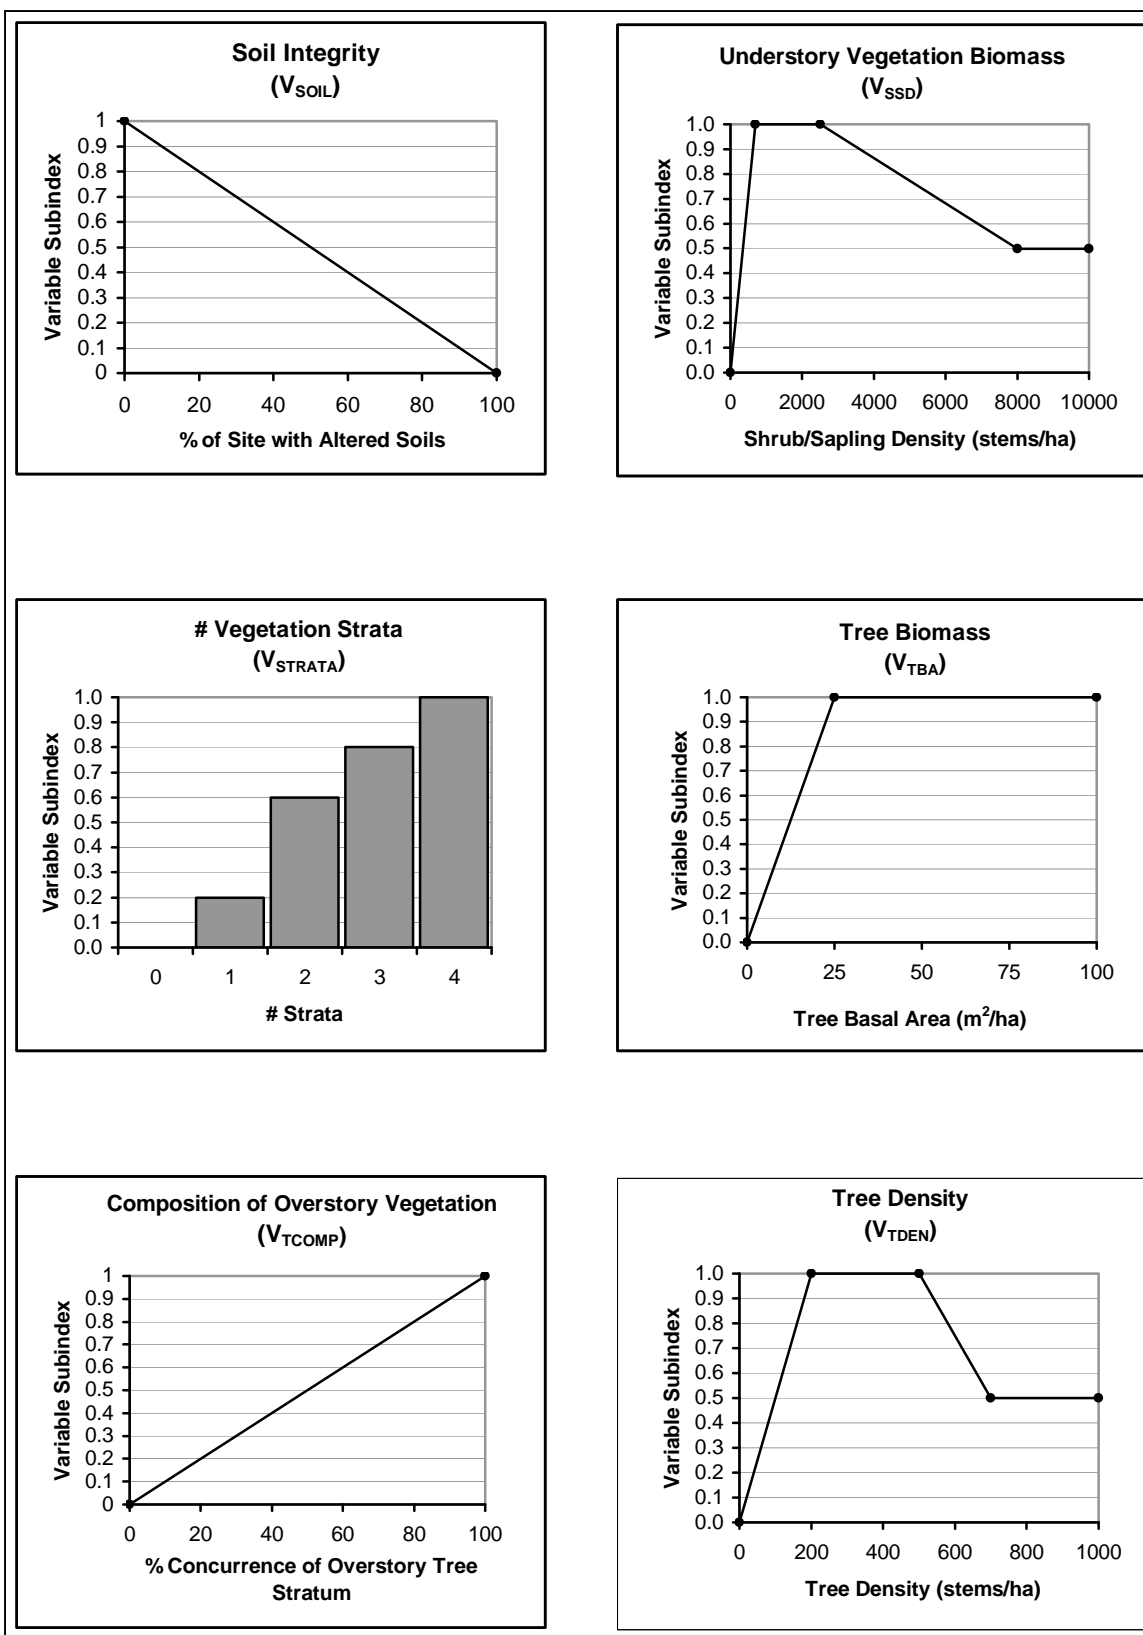 Soil Integrity
(VSOIL)
1
0.9
0.8
0.7
0.6
0.5
0.4
0.3
0.2
0.1
0
Variable Subindex
0 20 40 60 80 100
% of Site with Altered Soils
Understory Vegetation Biomass
(VSSD)
1.0
0.9
0.8
0.7
0.6
0.5
0.4
0.3
0.2
0.1
0.0
Variable Subindex
0 2000 4000 6000 8000 10000
Shrub/Sapling Density (stems/ha)
# Vegetation Strata
(VSTRATA)
1.0
0.9
0.8
0.7
0.6
0.5
0.4
0.3
0.2
0.1
0.0
Variable Subindex
0 1 2 3 4
# Strata
Tree Biomass
(VTBA)
1.0
0.9
0.8
0.7
0.6
0.5
0.4
0.3
0.2
0.1
0.0
Variable Subindex
0 25 50 75 100
Tree Basal Area (m²/ha)
Composition of Overstory Vegetation
(VTCOMP)
1
0.9
0.8
0.7
0.6
0.5
0.4
0.3
0.2
0.1
0
Variable Subindex
0 20 40 60 80 100
% Concurrence of Overstory Tree
Stratum
Tree Density
(VTDEN)
1.0
0.9
0.8
0.7
0.6
0.5
0.4
0.3
0.2
0.1
0.0
Variable Subindex
0 200 400 600 800 1000
Tree Density (stems/ha)